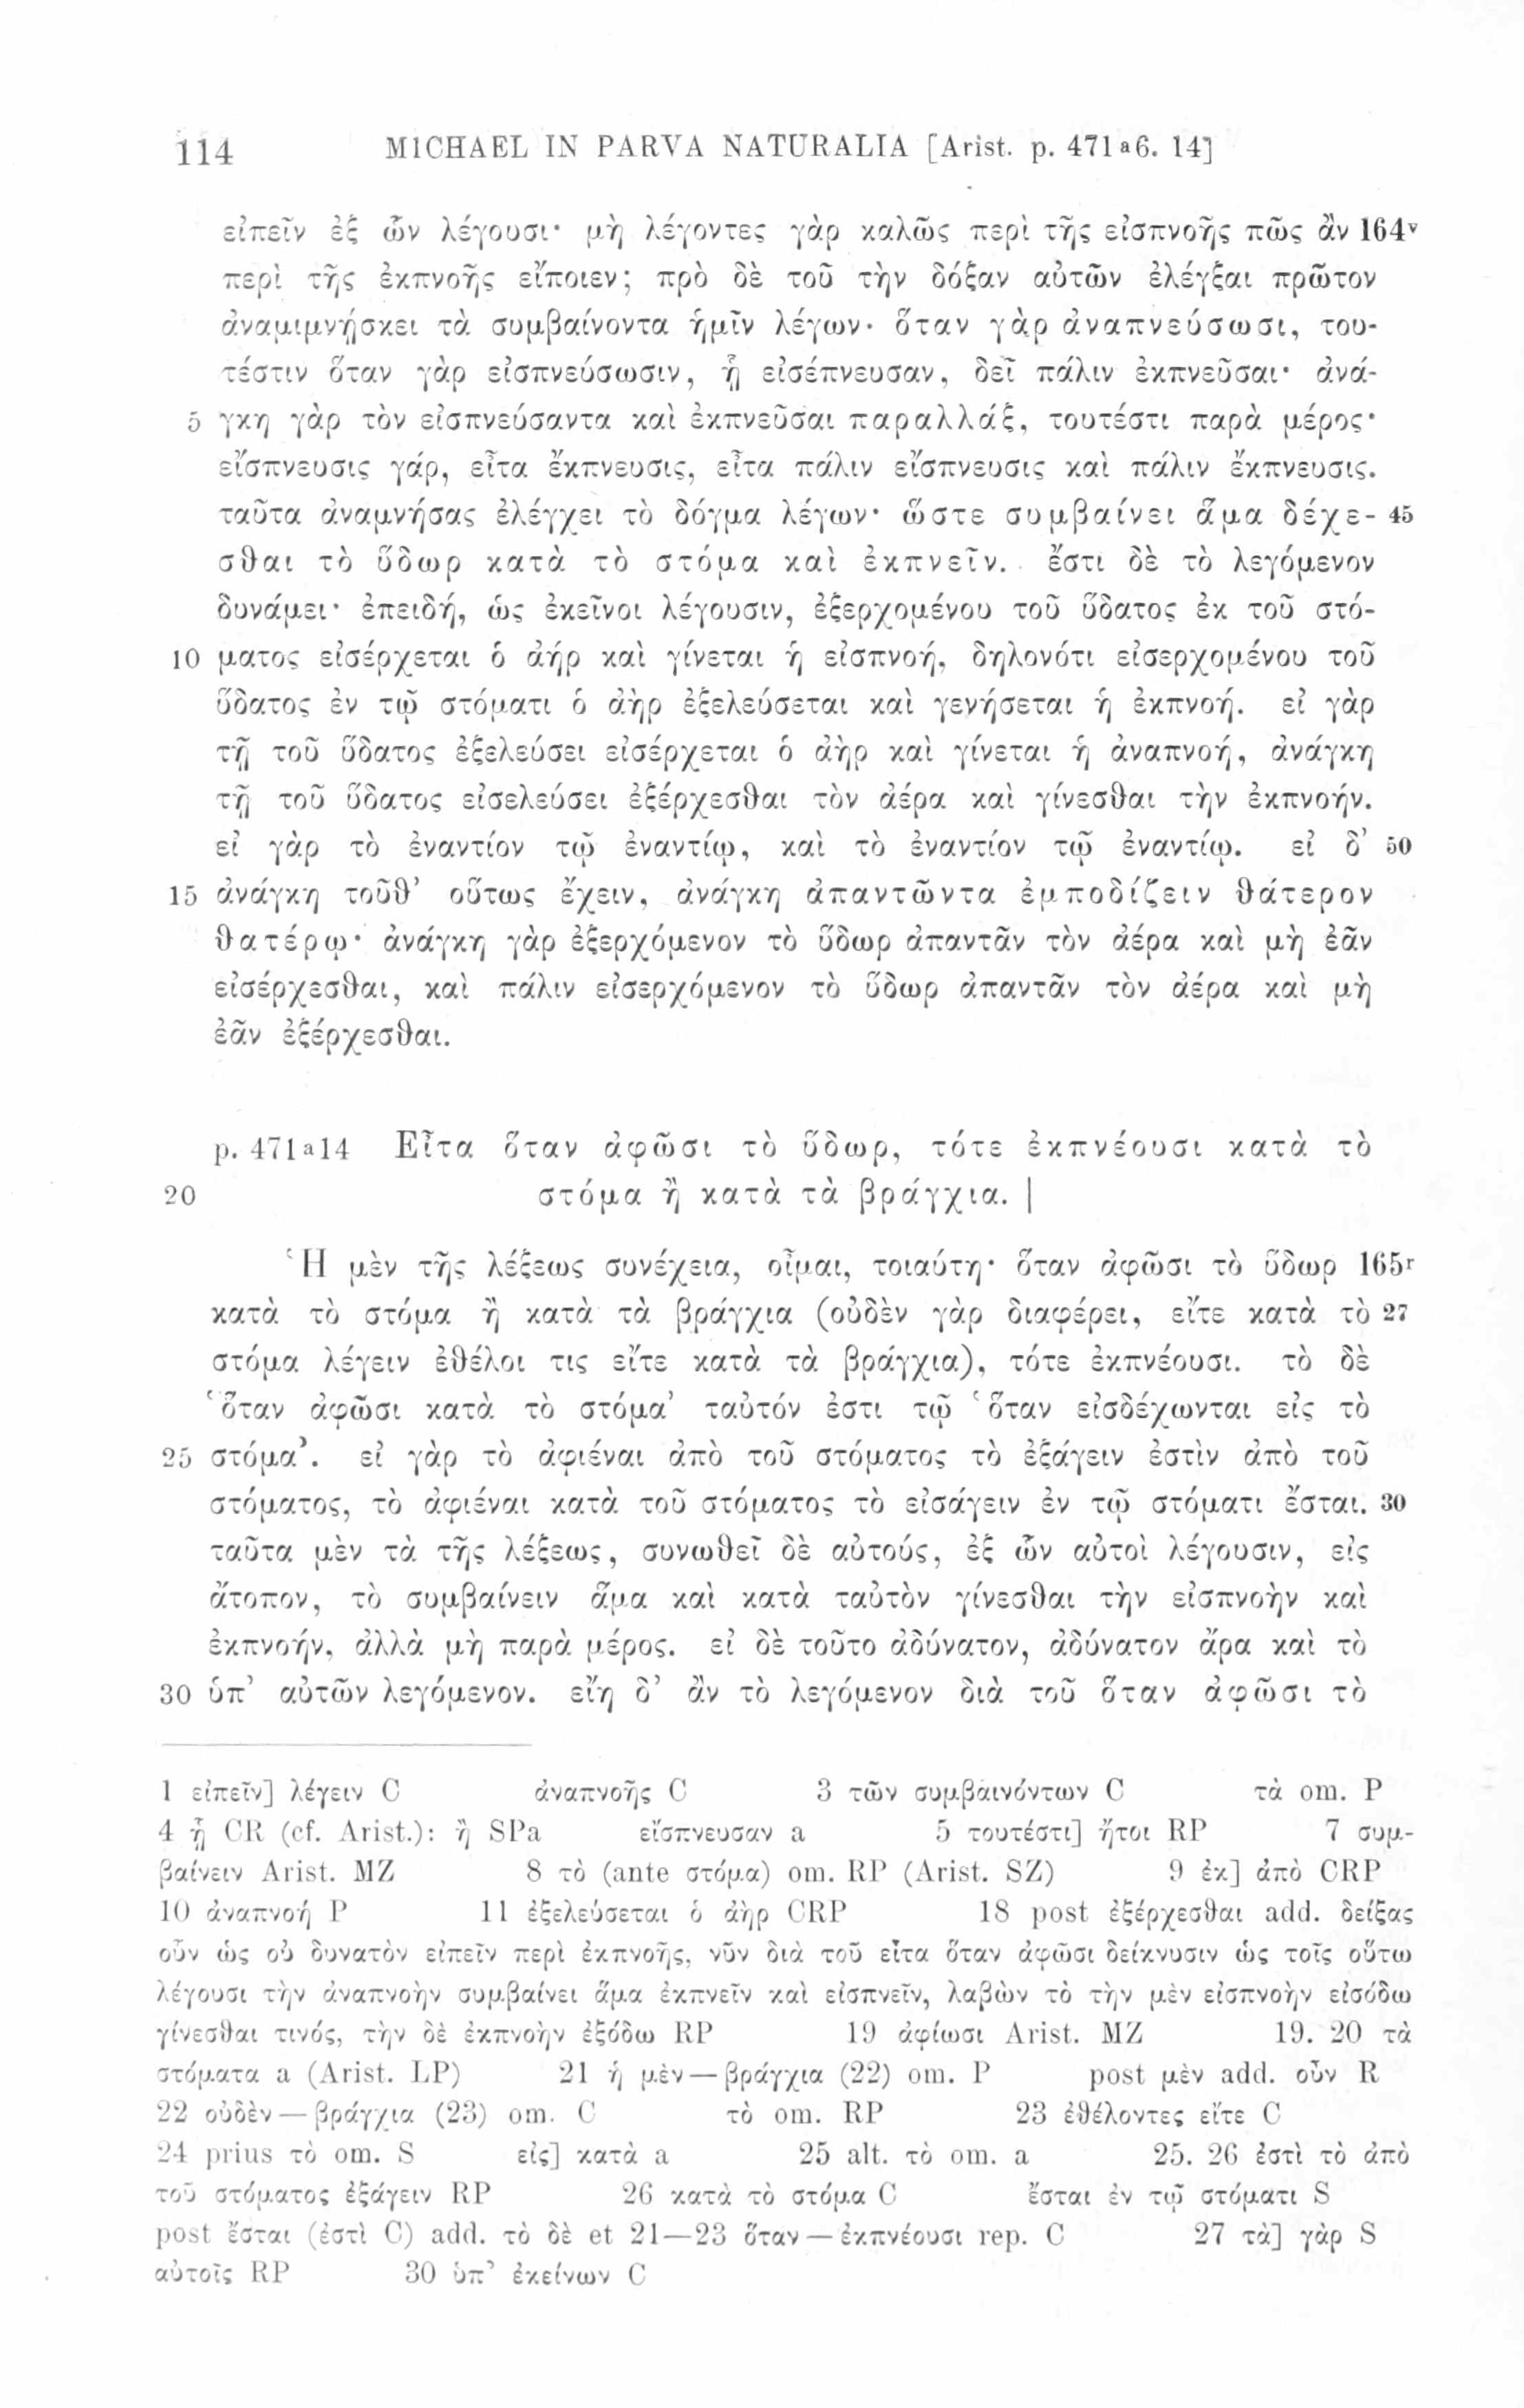 114 MICHAEL IN PARVA NATURALIA [Arist. p. 471 a 6. 14]
εἰπεῖν ἐξ ὧν λέγουσι· μὴ λέγοντες γὰρ καλῶς περὶ τῆς εἰσπνοῆς πῶς ἂν 164v
περὶ τῆς ἐκπνοῆς εἴποιεν; πρὸ δὲ τοῦ τὴν δόξαν αὐτῶν ἐλέγξαι πρῶτον
ἀναμιμνήσκει τὰ συμβαίνοντα ἡμῖν λέγων· ὅταν γὰρ ἀναπνεύσωσι, του-
τέστιν ὅταν γὰρ εἰσπνεύσωσιν, ᾗ εἰσέπνευσαν, δεῖ πάλιν ἐκπνεῦσαι· ἀνά-
5 γκη γὰρ τὸν εἰσπνεύσαντα καὶ ἐκπνεῦσαι παραλλάξ, τουτέστι παρὰ μέρος·
εἴσπνευσις γάρ, εἶτα ἔκπνευσις, εἶτα πάλιν εἴσπνευσις καὶ πάλιν ἔκπνευσις.
ταῦτα ἀναμνήσας ἐλέγχει τὸ δόγμα λέγων· ὥστε συμβαίνει ἅμα δέχε- 45
σθαι τὸ ὕδωρ κατὰ τὸ στόμα καὶ ἐκπνεῖν. ἔστι δὲ τὸ λεγόμενον
δυνάμει· ἐπειδή, ὡς ἐκεῖνοι λέγουσιν, ἐξερχομένου τοῦ ὕδατος ἐκ τοῦ στό-
10 ματος εἰσέρχεται ὁ ἀήρ καὶ γίνεται ἡ εἰσπνοή, δηλονότι εἰσερχομένου τοῦ
ὕδατος ἐν τῷ στόματι ὁ ἀὴρ ἐξελεύσεται καὶ γενήσεται ἡ ἐκπνοή. εἰ γὰρ
τῇ τοῦ ὕδατος ἐξελεύσει εἰσέρχεται ὁ ἀὴρ καὶ γίνεται ἡ ἀναπνοή, ἀνάγκη
τῇ τοῦ ὕδατος εἰσελεύσει ἐξέρχεσθαι τὸν ἀέρα καὶ γίνεσθαι τὴν ἐκπνοήν.
εἰ γὰρ τὸ ἐναντίον τῷ ἐναντίῳ, καὶ τὸ ἐναντίον τῷ ἐναντίῳ. εἰ δ’ 50
15 ἀνάγκη τοῦθ’ οὕτως ἔχειν, ἀνάγκη ἀπαντῶντα ἐμποδίζειν θάτερον
θατέρῳ· ἀνάγκη γὰρ ἐξερχόμενον τὸ ὕδωρ ἀπαντᾶν τὸν ἀέρα καὶ μὴ ἐᾶν
εἰσέρχεσθαι, καὶ πάλιν εἰσερχόμενον τὸ ὕδωρ ἀπαντᾶν τὸν ἀέρα καὶ μὴ
ἐᾶν ἐξέρχεσθαι.
p. 471 a 14 Εἶτα ὅταν ἀφῶσι τὸ ὕδωρ, τότε ἐκπνέουσι κατὰ τὸ
20 στόμα ἢ κατὰ τὰ βράγχια. |
Ἡ μὲν τῆς λέξεως συνέχεια, οἶμαι, τοιαύτη· ὅταν ἀφῶσι τὸ ὕδωρ 165r
κατὰ τὸ στόμα ἢ κατὰ τὰ βράγχια (οὐδὲν γὰρ διαφέρει, εἴτε κατὰ τὸ 27
στόμα λέγειν ἐθέλοι τις εἴτε κατὰ τὰ βράγχια), τότε ἐκπνέουσι. τὸ δὲ
‘ὅταν ἀφῶσι κατὰ τὸ στόμα’ ταὐτόν ἐστι τῷ ‘ὅταν εἰσδέχωνται εἰς τὸ
25 στόμα’. εἰ γὰρ τὸ ἀφιέναι ἀπὸ τοῦ στόματος τὸ ἐξάγειν ἐστὶν ἀπὸ τοῦ
στόματος, τὸ ἀφιέναι κατὰ τοῦ στόματος τὸ εἰσάγειν ἐν τῷ στόματι ἔσται. 30
ταῦτα μὲν τὰ τῆς λέξεως, συνωθεῖ δὲ αὐτούς, ἐξ ὧν αὐτοὶ λέγουσιν, εἰς
ἄτοπον, τὸ συμβαίνειν ἅμα καὶ κατὰ ταὐτὸν γίνεσθαι τὴν εἰσπνοὴν καὶ
ἐκπνοήν, ἀλλὰ μὴ παρὰ μέρος. εἰ δὲ τοῦτο ἀδύνατον, ἀδύνατον ἄρα καὶ τὸ
30 ὑπ’ αὐτῶν λεγόμενον. εἴη δ’ ἂν τὸ λεγόμενον διὰ τοῦ ὅταν ἀφῶσι τὸ
1 εἰπεῖν] λέγειν C ἀναπνοῆς C 3 τῶν συμβαινόντων C τὰ om. P
4 ᾗ CR (cf. Arist.): ἢ SPa εἴσπνευσαν a 5 τουτέστι] ἤτοι RP 7 συμ-
βαίνειν Arist. MZ 8 τὸ (ante στόμα) om. RP (Arist. SZ) 9 ἐκ] ἀπὸ CRP
10 ἀναπνοή P 11 ἐξελεύσεται ὁ ἀὴρ CRP 18 post ἐξέρχεσθαι add. δείξας
οὖν ὡς οὐ δυνατὸν εἰπεῖν περὶ ἐκπνοῆς, νῦν διὰ τοῦ εἶτα ὅταν ἀφῶσι δείκνυσιν ὡς τοῖς οὕτω
λέγουσι τὴν ἀναπνοὴν συμβαίνει ἅμα ἐκπνεῖν καὶ εἰσπνεῖν, λαβὼν τὸ τὴν μὲν εἰσπνοὴν εἰσόδῳ
γίνεσθαι τινός, τὴν δὲ ἐκπνοὴν ἐξόδῳ RP 19 ἀφίωσι Arist. MZ 19. 20 τὰ
στόματα a (Arist. LP) 21 ἡ μὲν — βράγχια (22) om. P post μὲν add. οὖν R
22 οὐδὲν — βράγχια (23) om. C τὸ om. RP 23 ἐθέλοντες εἴτε C
24 prius τὸ om. S εἰς] κατὰ a 25 alt. τὸ om. a 25. 26 ἐστὶ τὸ ἀπὸ
τοῦ στόματος ἐξάγειν RP 26 κατὰ τὸ στόμα C ἔσται ἐν τῷ στόματι S
post ἔσται (ἐστὶ C) add. τὸ δὲ et 21—23 ὅταν — ἐκπνέουσι rep. C 27 τὰ] γὰρ S
αὐτοῖς RP 30 ὑπ’ ἐκείνων C